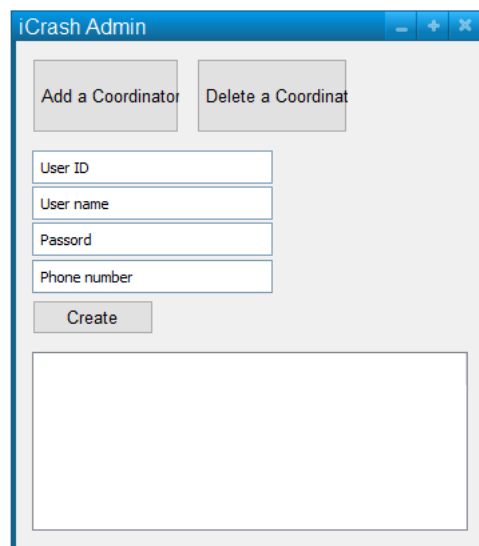 iCrash Admin
Add a Coordinator
Delete a Coordinat
User ID
User name
Passord
Phone number
Create